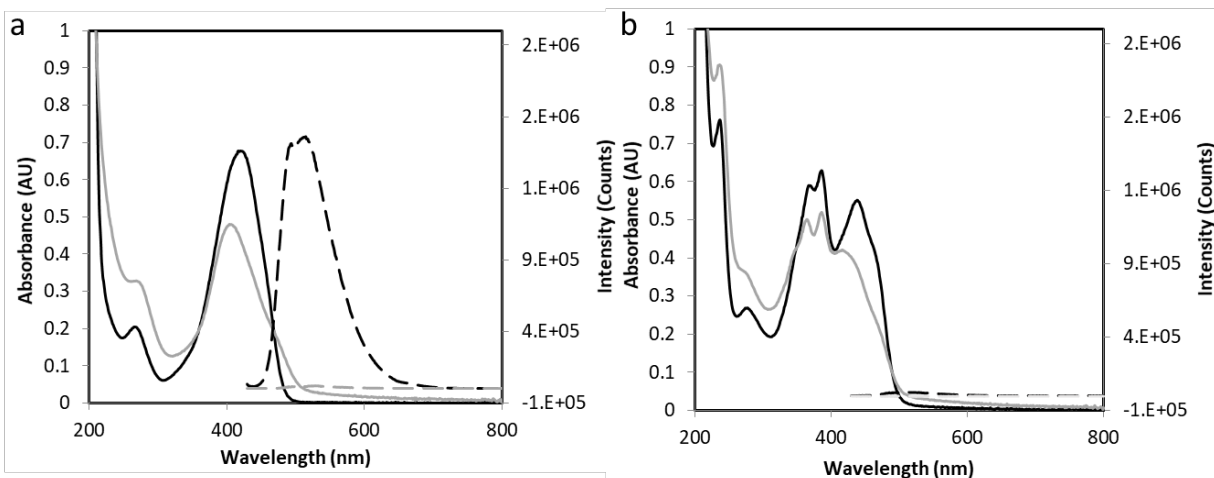 a
1
0.9
0.8
0.7
0.6
0.5
0.4
0.3
0.2
0.1
0
Absorbance (AU)
200
400
600
800
Wavelength (nm)
2.E+06
2.E+06
1.E+06
9.E+05
4.E+05
-1.E+05
Intensity (Counts)
b
1
0.9
0.8
0.7
0.6
0.5
0.4
0.3
0.2
0.1
0
Absorbance (AU)
200
400
600
800
Wavelength (nm)
2.E+06
2.E+06
1.E+06
9.E+05
4.E+05
-1.E+05
Intensity (Counts)